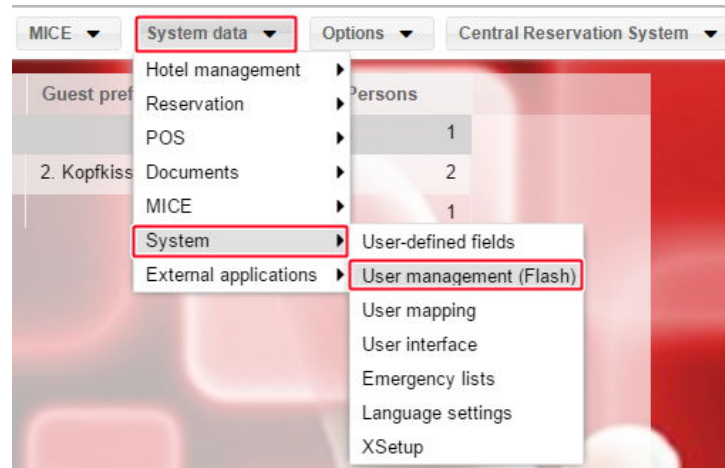 MICE System data Options Central Reservation System
Hotel management
Guest pref Reservation Persons
POS 1
2. Kopfkiss Documents 2
MICE 1
System User-defined fields
External applications User management (Flash)
User mapping
User interface
Emergency lists
Language settings
XSetup